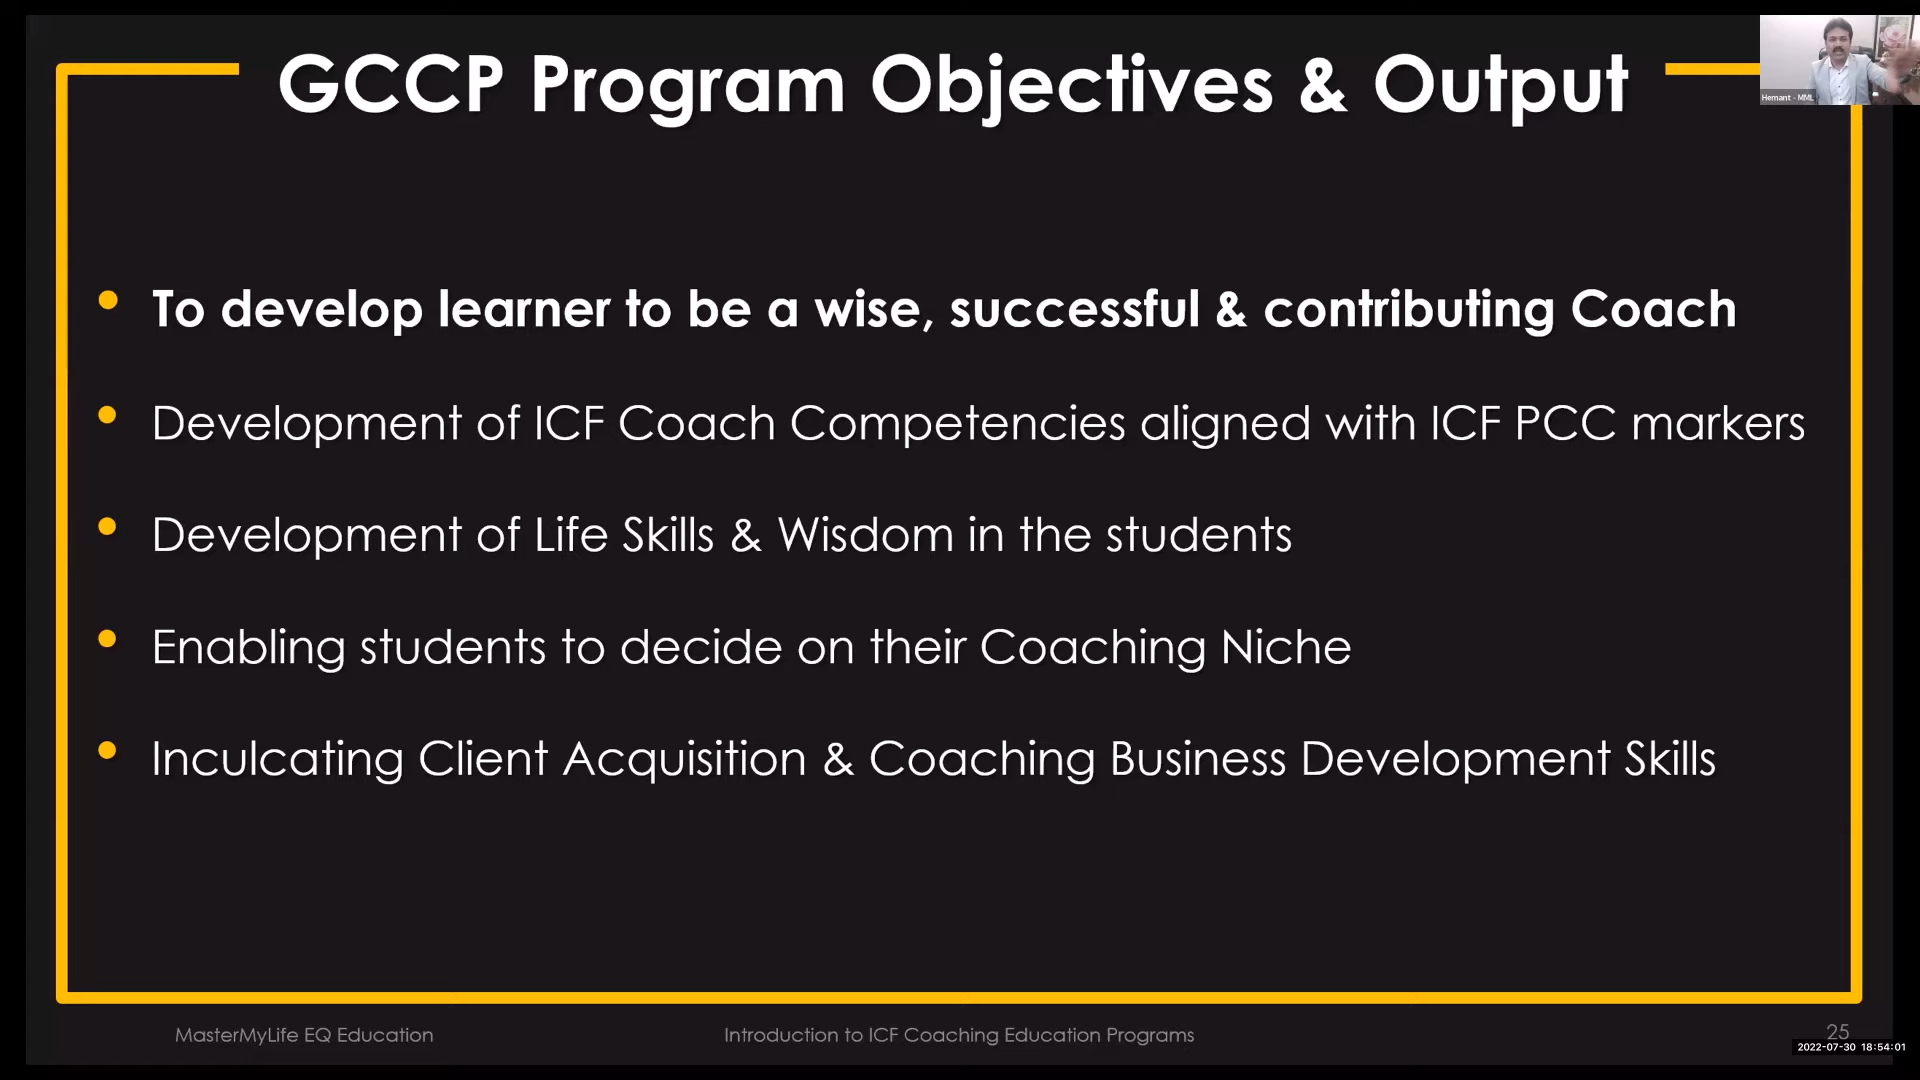 GCCP Program Objectives & Output
Hemant - MML
• To develop learner to be a wise, successful & contributing Coach
• Development of ICF Coach Competencies aligned with ICF PCC markers
• Development of Life Skills & Wisdom in the students
• Enabling students to decide on their Coaching Niche
• Inculcating Client Acquisition & Coaching Business Development Skills
MasterMyLife EQ Education
Introduction to ICF Coaching Education Programs
25
2022-07-30 18:54:01